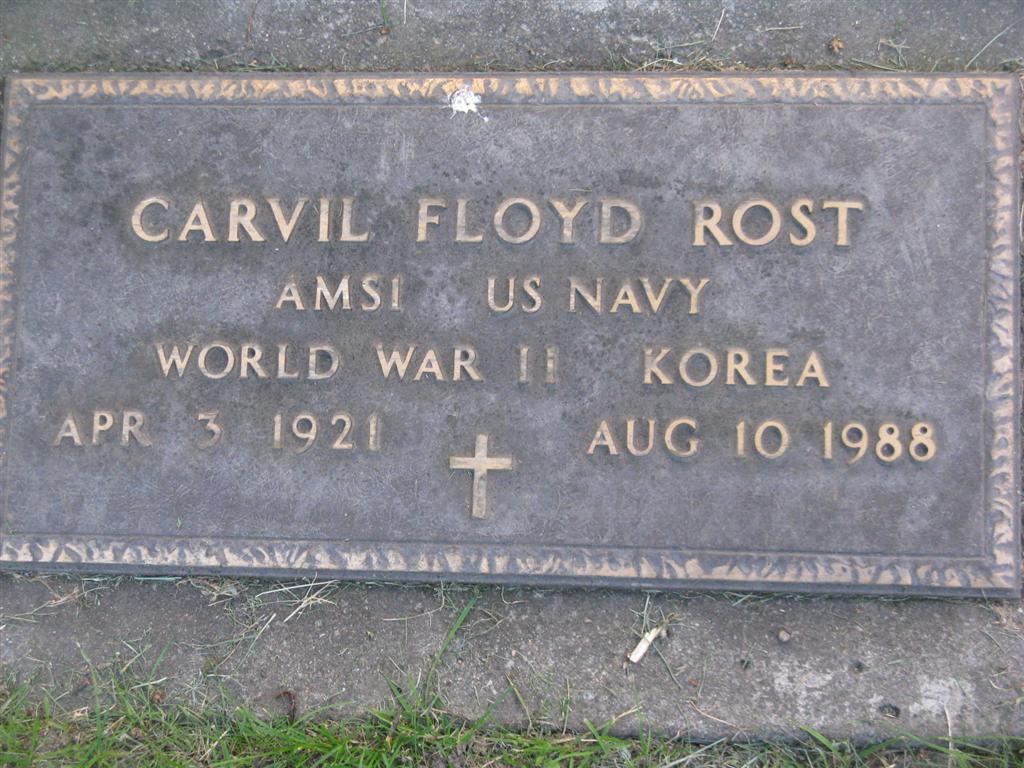 CARVIL FLOYD ROST
AMS1 US NAVY
WORLD WAR II KOREA
APR 3 1921 AUG 10 1988